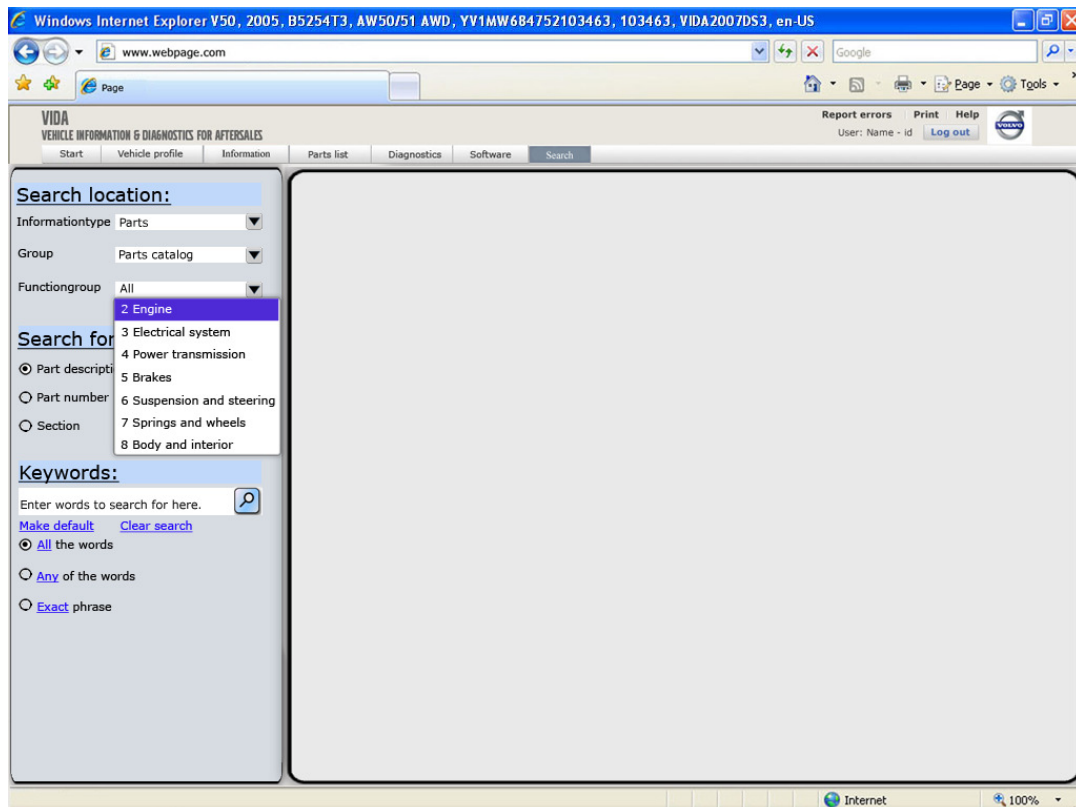 Windows Internet Explorer V50, 2005, B5254T3, AW50/51 AWD, YV1MW684752103463, 103463, VIDA2007DS3, en-US
www.webpage.com
Google
Page
Page
Tools
VIDA
VEHICLE INFORMATION & DIAGNOSTICS FOR AFTERSALES
Report errors Print Help
User: Name - id Log out
VOLVO
Start Vehicle profile Information Parts list Diagnostics Software Search
Search location:
Informationtype Parts
Group Parts catalog
Functiongroup All
2 Engine
3 Electrical system
4 Power transmission
5 Brakes
6 Suspension and steering
7 Springs and wheels
8 Body and interior
Search for
Part descripti
Part number
Section
Keywords:
Enter words to search for here.
Make default Clear search
All the words
Any of the words
Exact phrase
Internet 100%